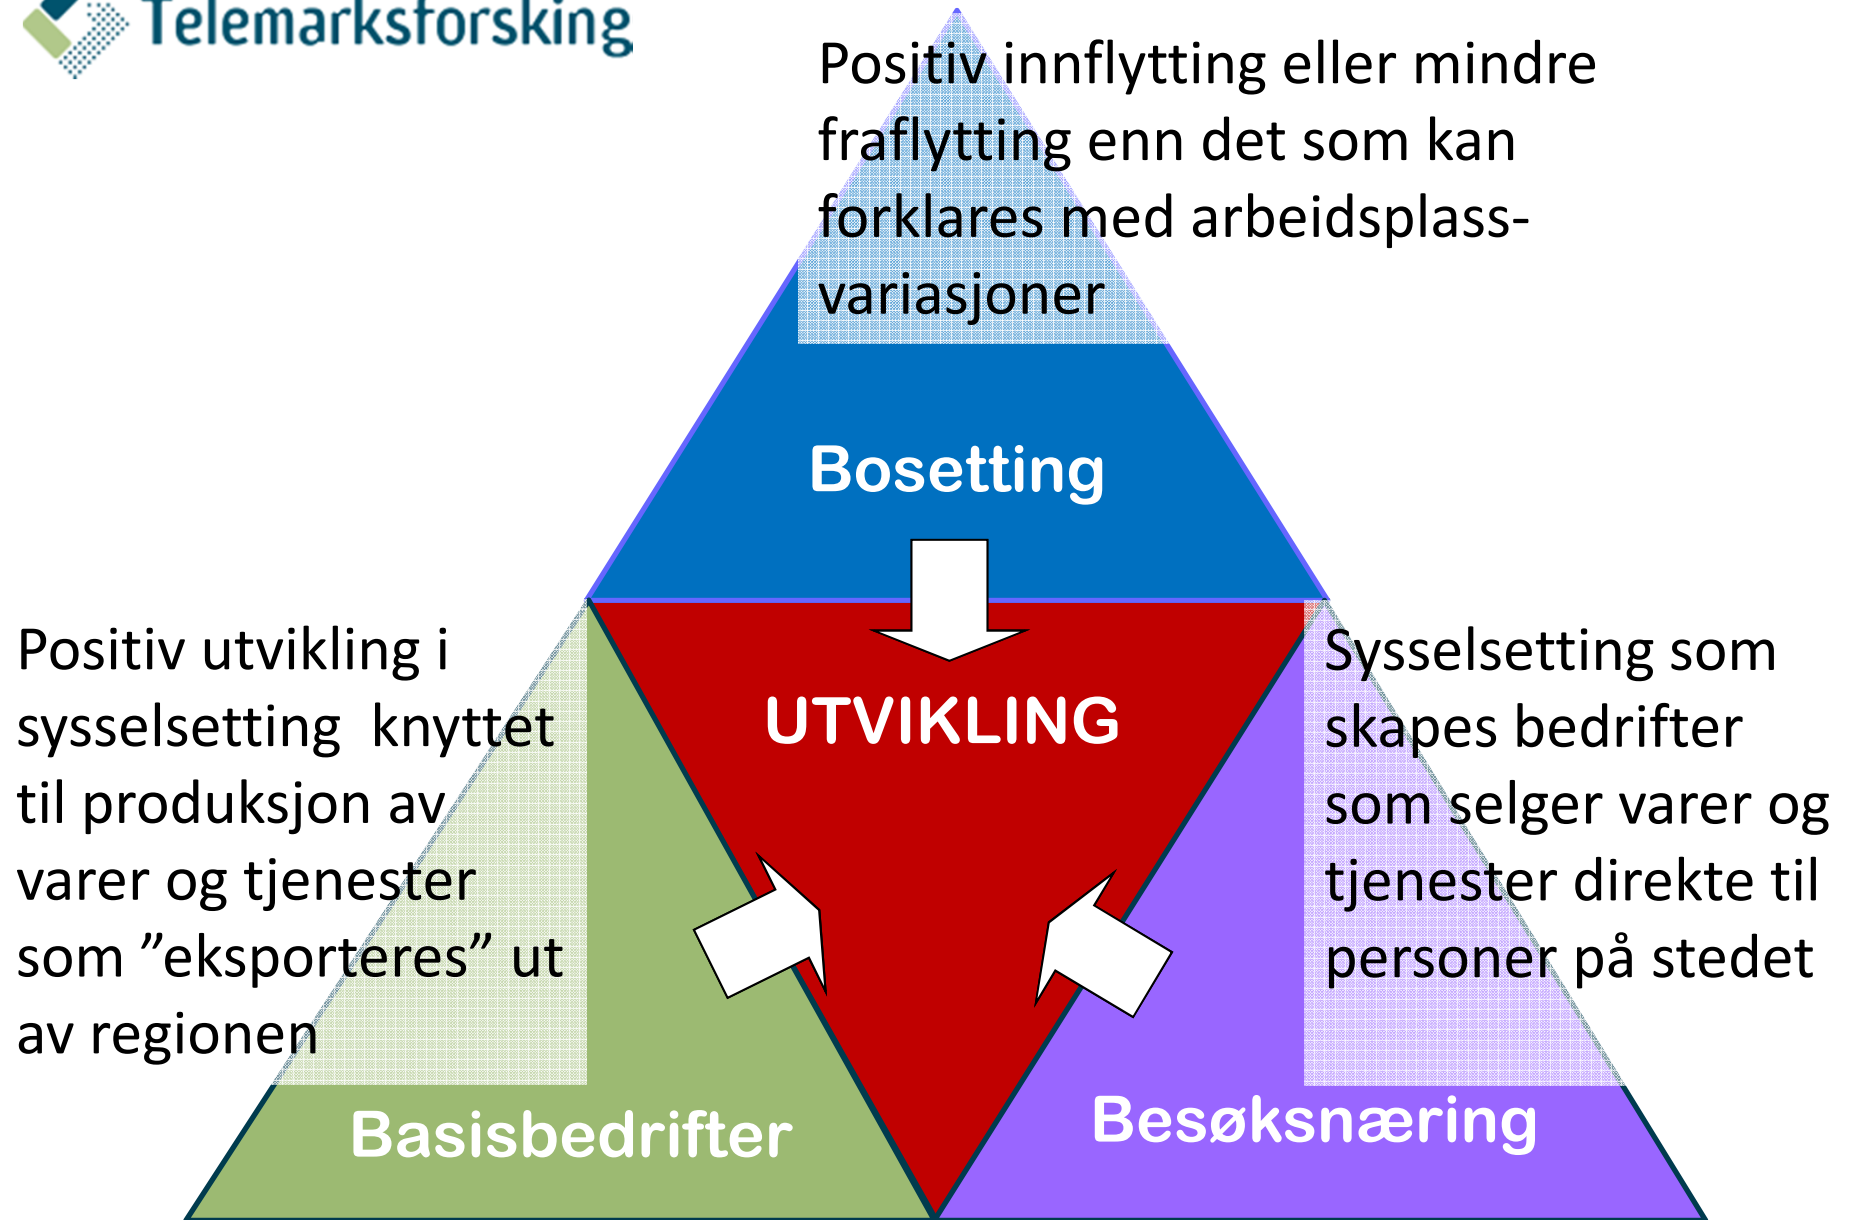 Telemarksforsking
Positiv innflytting eller mindre
fraflytting enn det som kan
forklares med arbeidsplass-
variasjoner
Bosetting
Positiv utvikling i
sysselsetting  knyttet
til produksjon av
varer og tjenester
som ”eksporteres” ut
av regionen
UTVIKLING
Sysselsetting som
skapes bedrifter
som selger varer og
tjenester direkte til
personer på stedet
Basisbedrifter
Besøksnæring